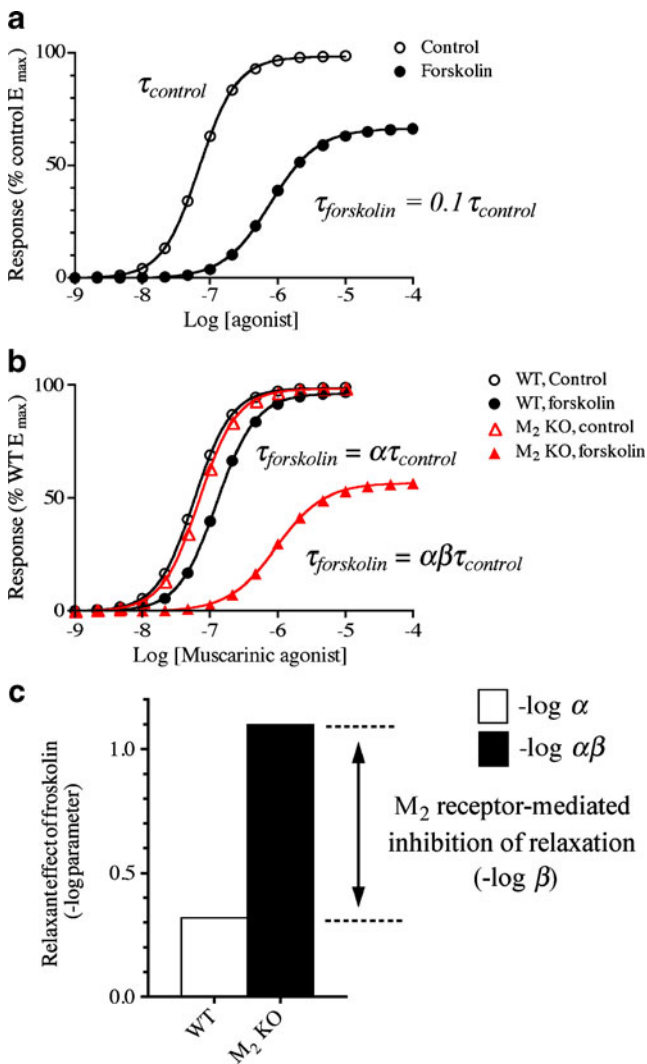 a
Response (% control E max)
100
50
0
-9 -8 -7 -6 -5 -4
Log [agonist]
Control
Forskolin
τcontrol
τforskolin = 0.1 τcontrol
b
Response (% WT E max)
100
50
0
-9 -8 -7 -6 -5 -4
Log [Muscarinic agonist]
WT, Control
WT, forskolin
M2 KO, control
M2 KO, forskolin
τforskolin = ατcontrol
τforskolin = αβτcontrol
c
Relaxant effect of froskolin
(-log parameter)
1.0
0.5
0.0
WT
M2 KO
-log α
-log αβ
M2 receptor-mediated
inhibition of relaxation
(-log β)